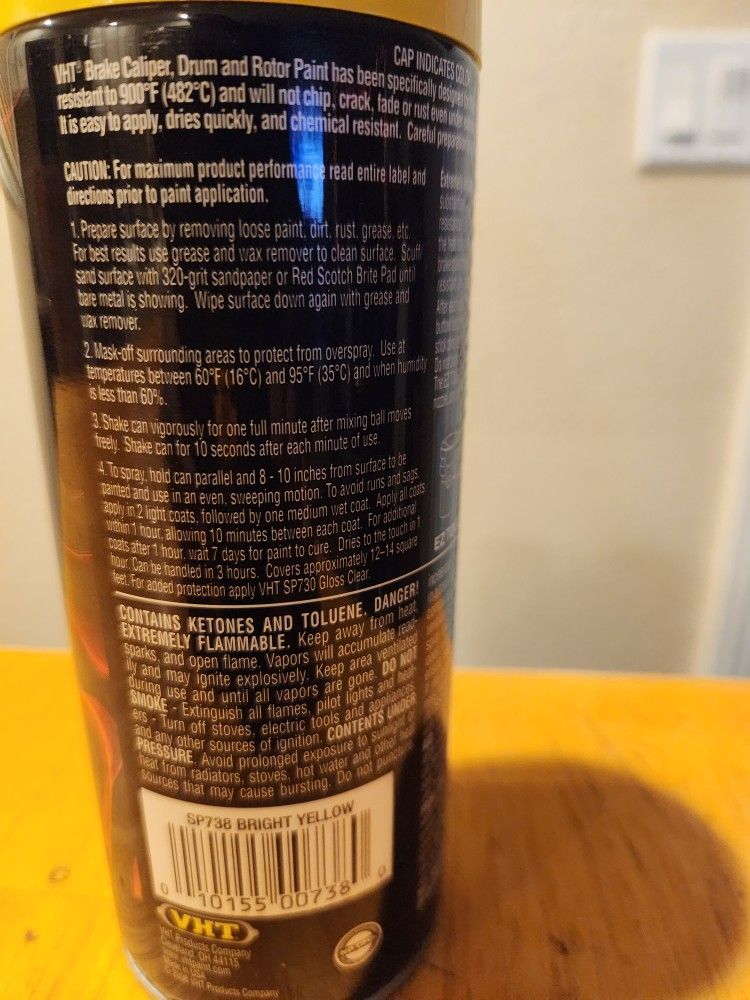 CAP INDICATES
VHT® Brake Caliper, Drum and Rotor Paint has been specifically designed
resistant to 900°F (482°C) and will not chip, crack, fade or rust even under
It is easy to apply, dries quickly, and chemical resistant. Careful
CAUTION: For maximum product performance read entire label and
directions prior to paint application.
1. Prepare surface by removing loose paint, dirt, rust, grease, etc.
For best results use grease and wax remover to clean surface. Scuff
sand surface with 320-grit sandpaper or Red Scotch Brite Pad until
bare metal is showing. Wipe surface down again with grease and
wax remover.
2. Mask-off surrounding areas to protect from overspray. Use at
temperatures between 60°F (16°C) and 95°F (35°C) and when humidity
is less than 60%.
3. Shake can vigorously for one full minute after mixing ball moves
freely. Shake can for 10 seconds after each minute of use.
4. To spray, hold can parallel and 8 - 10 inches from surface to be
painted and use in an even, sweeping motion. To avoid runs and sags,
apply in 2 light coats, followed by one medium wet coat. Apply all coats
within 1 hour, allowing 10 minutes between each coat. For additional
coats after 1 hour, wait 7 days for paint to cure. Dries to the touch in 1
hour. Can be handled in 3 hours. Covers approximately 12–14 square
feet. For added protection apply VHT SP730 Gloss Clear.
CONTAINS KETONES AND TOLUENE. DANGER!
EXTREMELY FLAMMABLE. Keep away from heat,
sparks, and open flame. Vapors will accumulate read-
ily and may ignite explosively. Keep area ventilated
during use and until all vapors are gone. DO NOT
SMOKE - Extinguish all flames, pilot lights and heat-
ers - Turn off stoves, electric tools and appliances,
and any other sources of ignition. CONTENTS UNDER
PRESSURE. Avoid prolonged exposure to sunlight or
heat from radiators, stoves, hot water and other heat
sources that may cause bursting. Do not puncture
SP738 BRIGHT YELLOW
0 10155 00738 0
VHT
VHT Products Company
Cleveland, OH 44115
www.vhtpaint.com
Made in USA
VHT Products Company